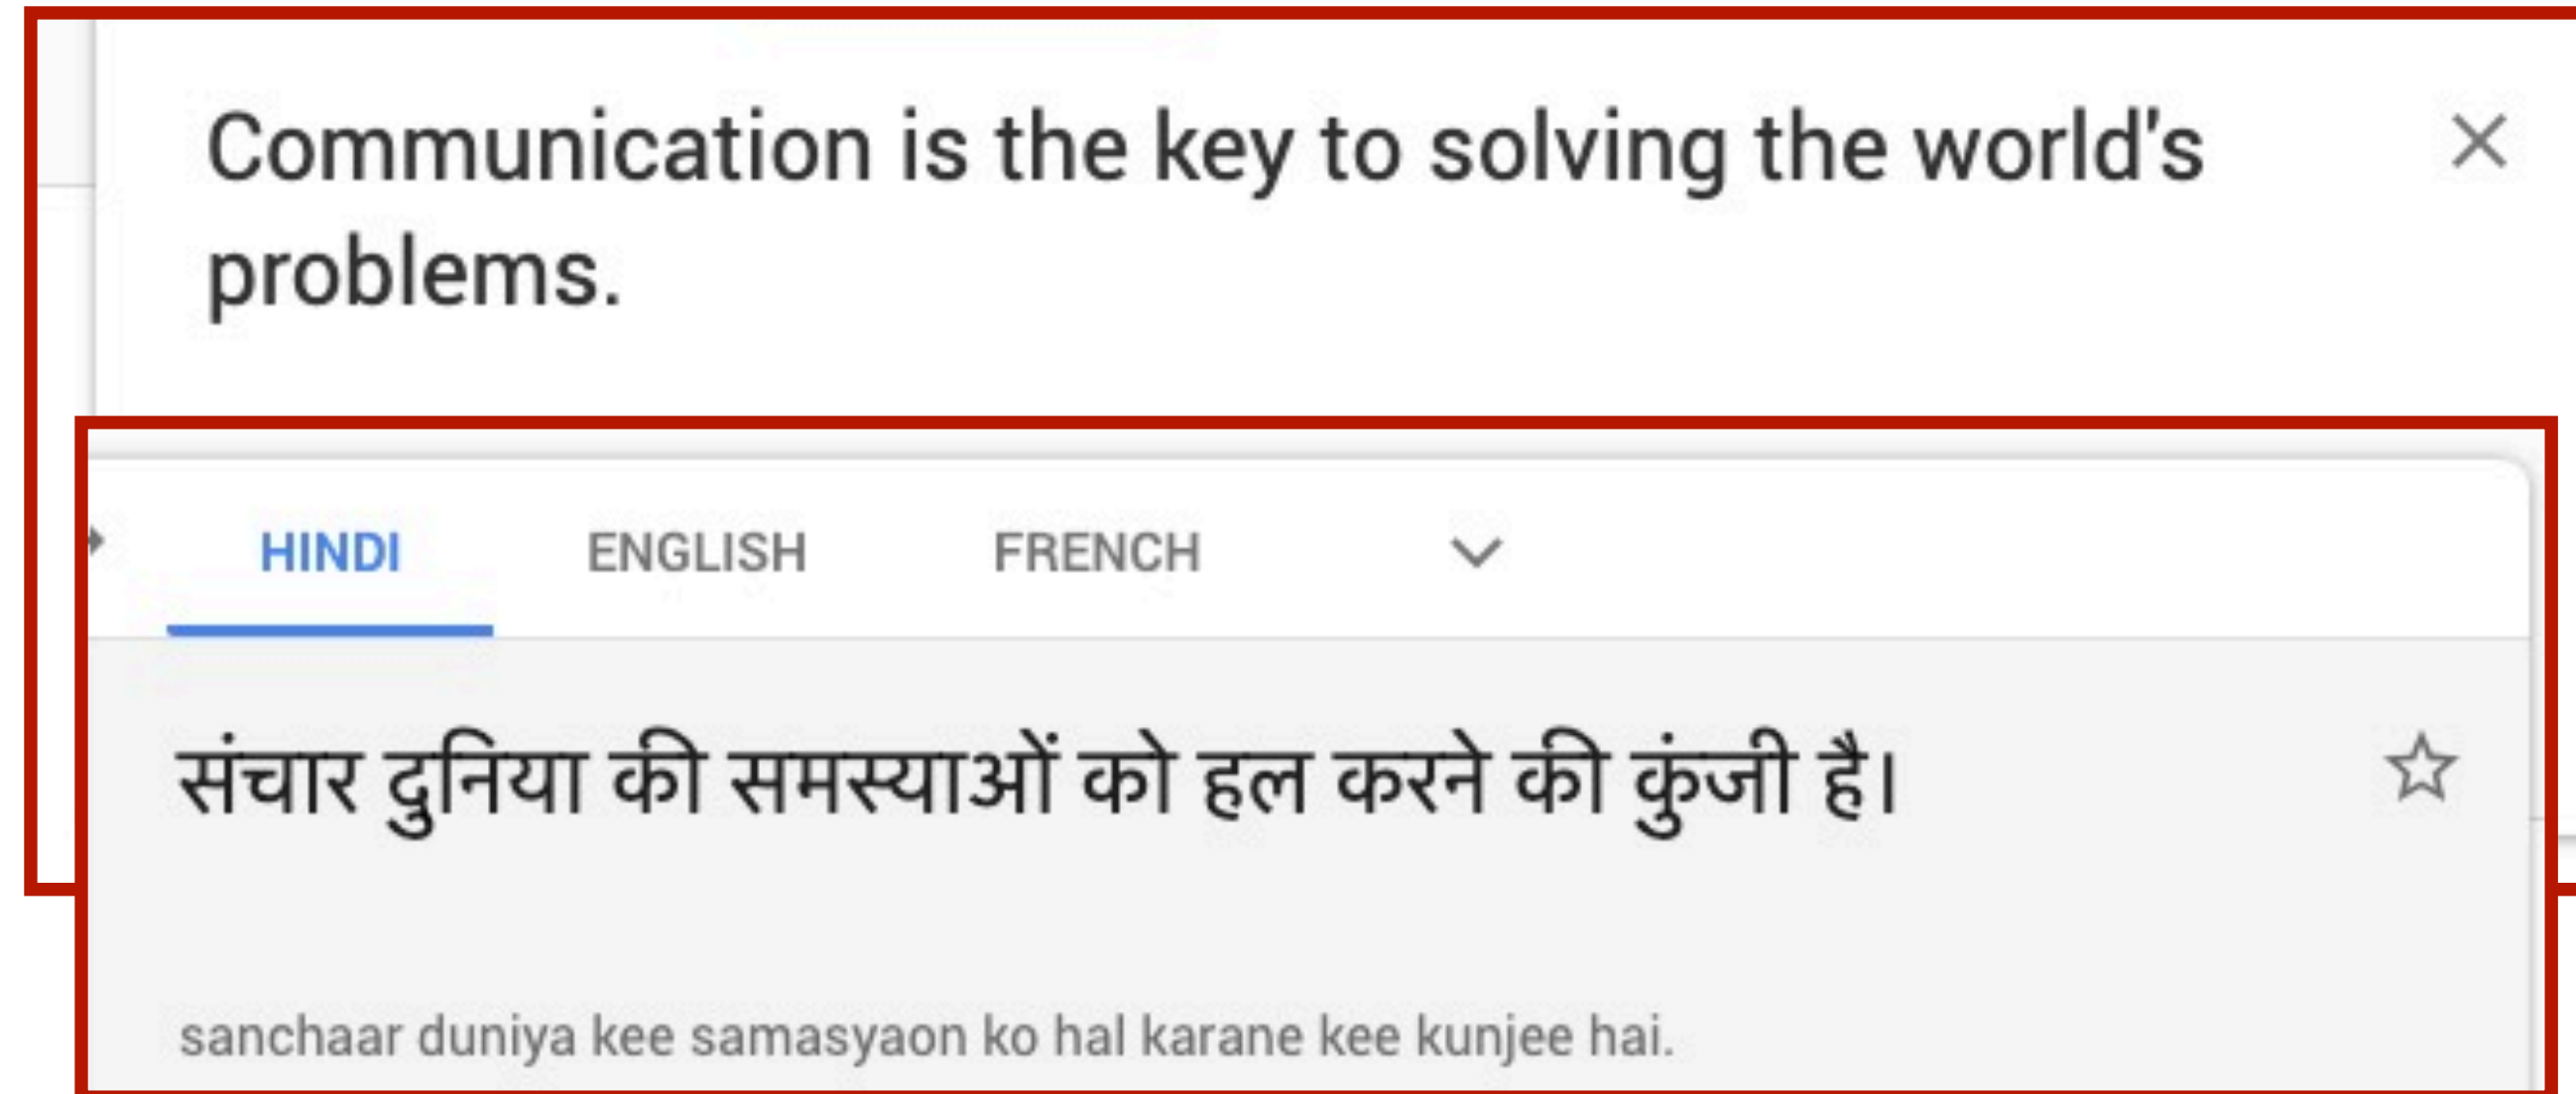 Communication is the key to solving the world's
problems.
HINDI ENGLISH FRENCH
संचार दुनिया की समस्याओं को हल करने की कुंजी है।
sanchaar duniya kee samasyaon ko hal karane kee kunjee hai.